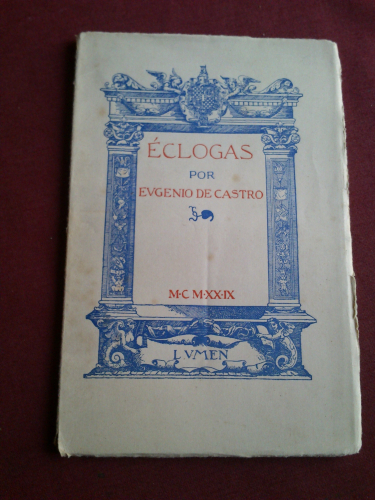 ÉCLOGAS
POR
EVGENIO DE CASTRO
M·C M·XX·IX
LVMEN